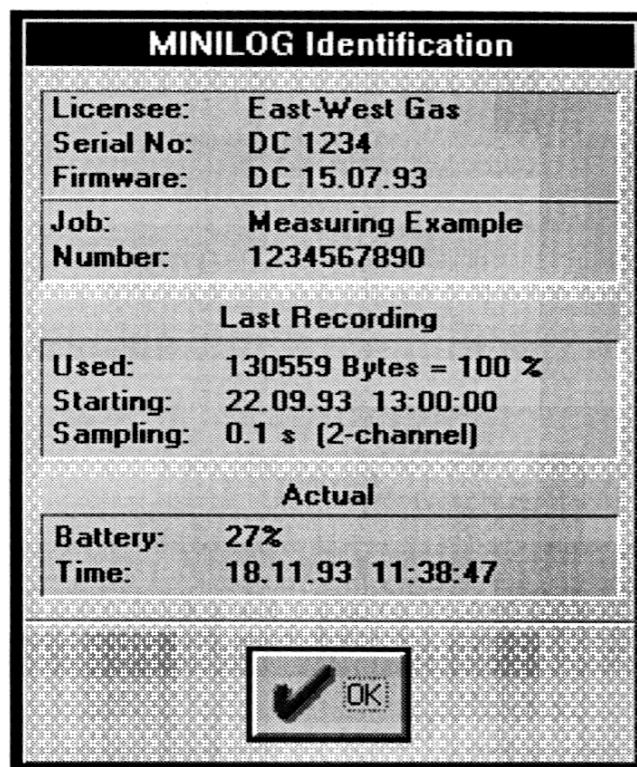 MINILOG Identification
Licensee: East-West Gas
Serial No: DC 1234
Firmware: DC 15.07.93
Job: Measuring Example
Number: 1234567890
Last Recording
Used: 130559 Bytes = 100 %
Starting: 22.09.93 13:00:00
Sampling: 0.1 s (2-channel)
Actual
Battery: 27%
Time: 18.11.93 11:38:47
OK